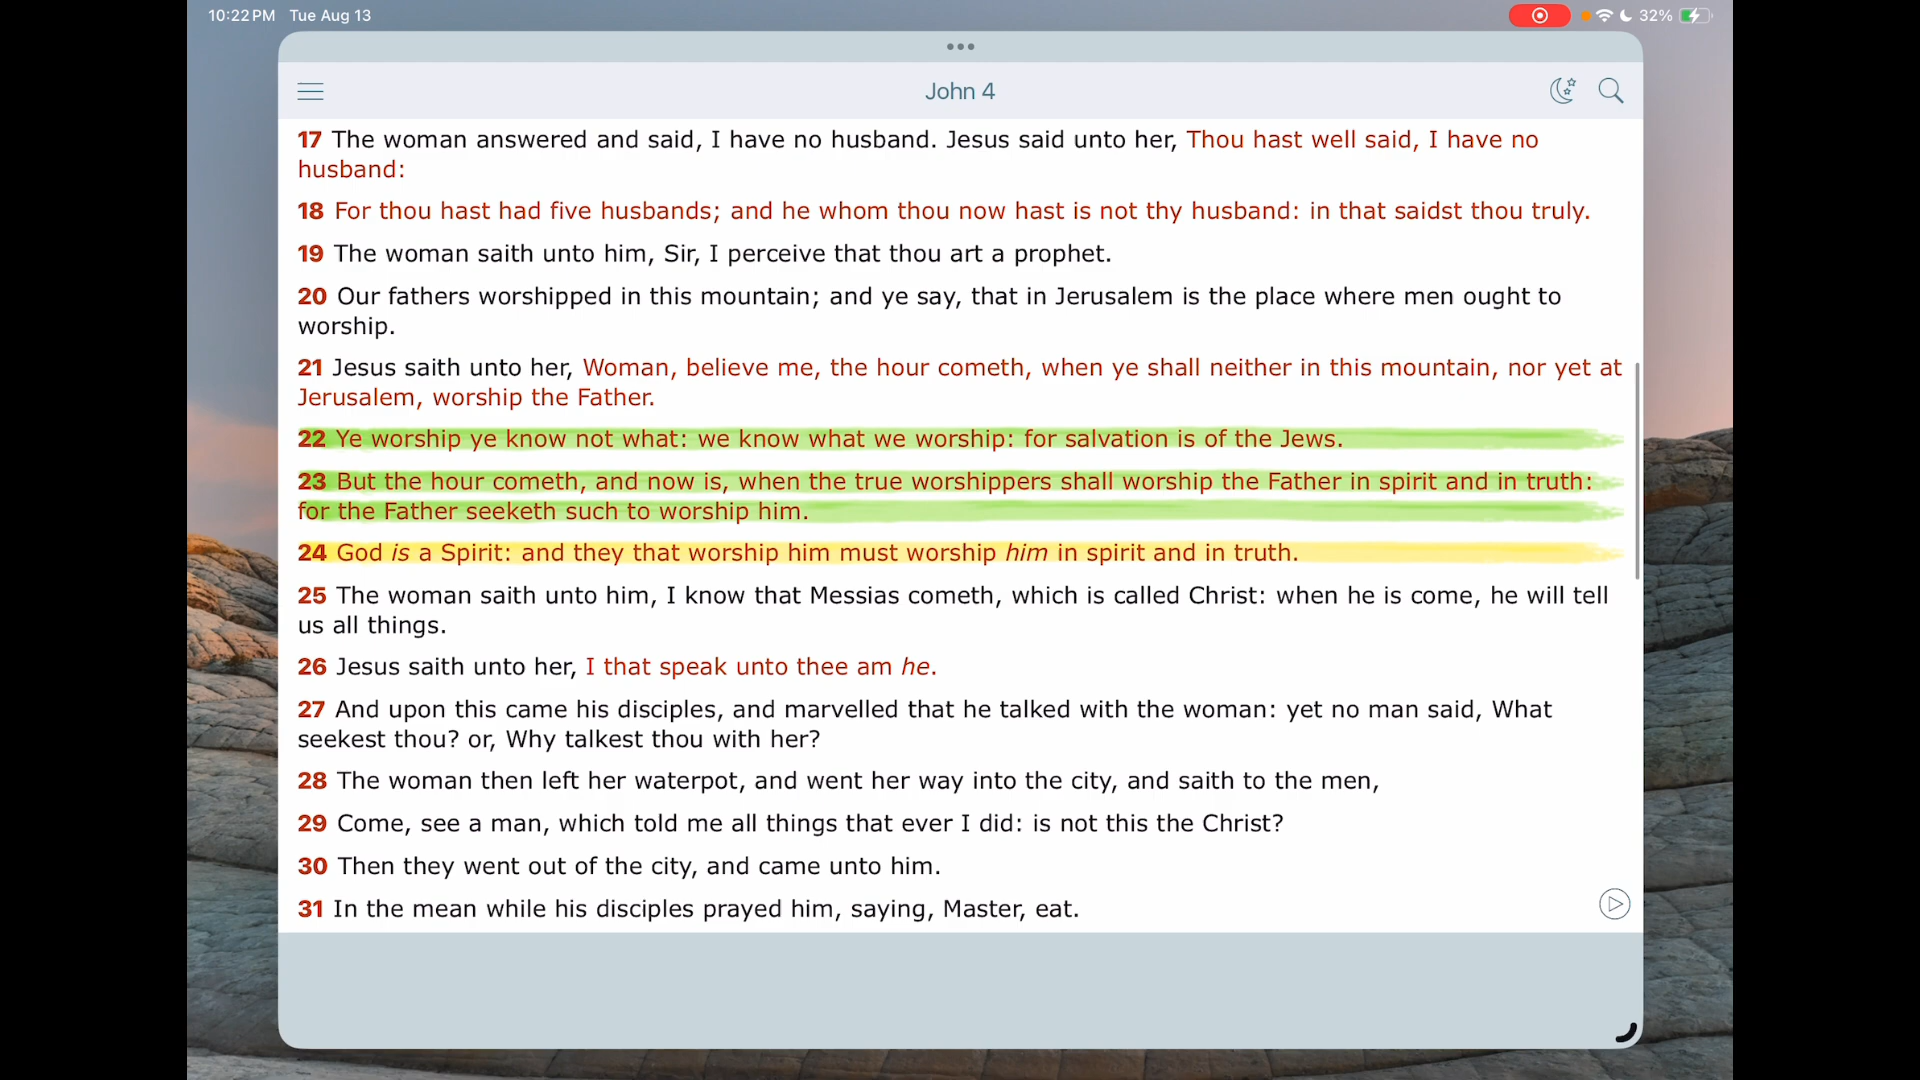 10:22 PM Tue Aug 13
32%
John 4
17 The woman answered and said, I have no husband. Jesus said unto her, Thou hast well said, I have no
husband:
18 For thou hast had five husbands; and he whom thou now hast is not thy husband: in that saidst thou truly.
19 The woman saith unto him, Sir, I perceive that thou art a prophet.
20 Our fathers worshipped in this mountain; and ye say, that in Jerusalem is the place where men ought to
worship.
21 Jesus saith unto her, Woman, believe me, the hour cometh, when ye shall neither in this mountain, nor yet at
Jerusalem, worship the Father.
22 Ye worship ye know not what: we know what we worship: for salvation is of the Jews.
23 But the hour cometh, and now is, when the true worshippers shall worship the Father in spirit and in truth:
for the Father seeketh such to worship him.
24 God is a Spirit: and they that worship him must worship him in spirit and in truth.
25 The woman saith unto him, I know that Messias cometh, which is called Christ: when he is come, he will tell
us all things.
26 Jesus saith unto her, I that speak unto thee am he.
27 And upon this came his disciples, and marvelled that he talked with the woman: yet no man said, What
seekest thou? or, Why talkest thou with her?
28 The woman then left her waterpot, and went her way into the city, and saith to the men,
29 Come, see a man, which told me all things that ever I did: is not this the Christ?
30 Then they went out of the city, and came unto him.
31 In the mean while his disciples prayed him, saying, Master, eat.